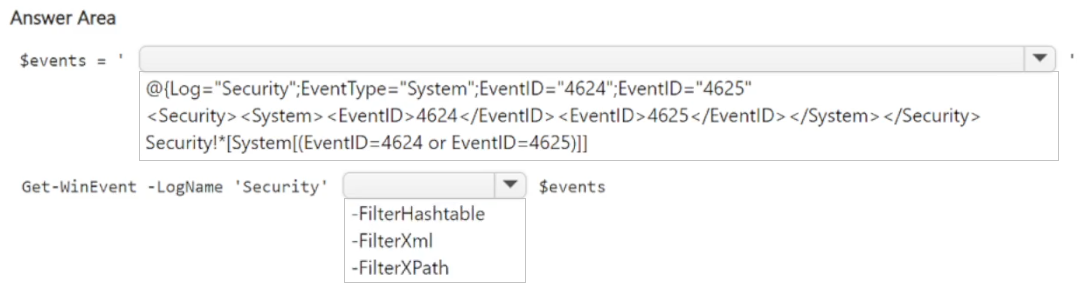 Answer Area
$events = ' '
@{Log="Security";EventType="System";EventID="4624";EventID="4625"
<Security><System><EventID>4624</EventID><EventID>4625</EventID></System></Security>
Security!*[System[(EventID=4624 or EventID=4625)]]
Get-WinEvent -LogName 'Security' $events
-FilterHashtable
-FilterXml
-FilterXPath